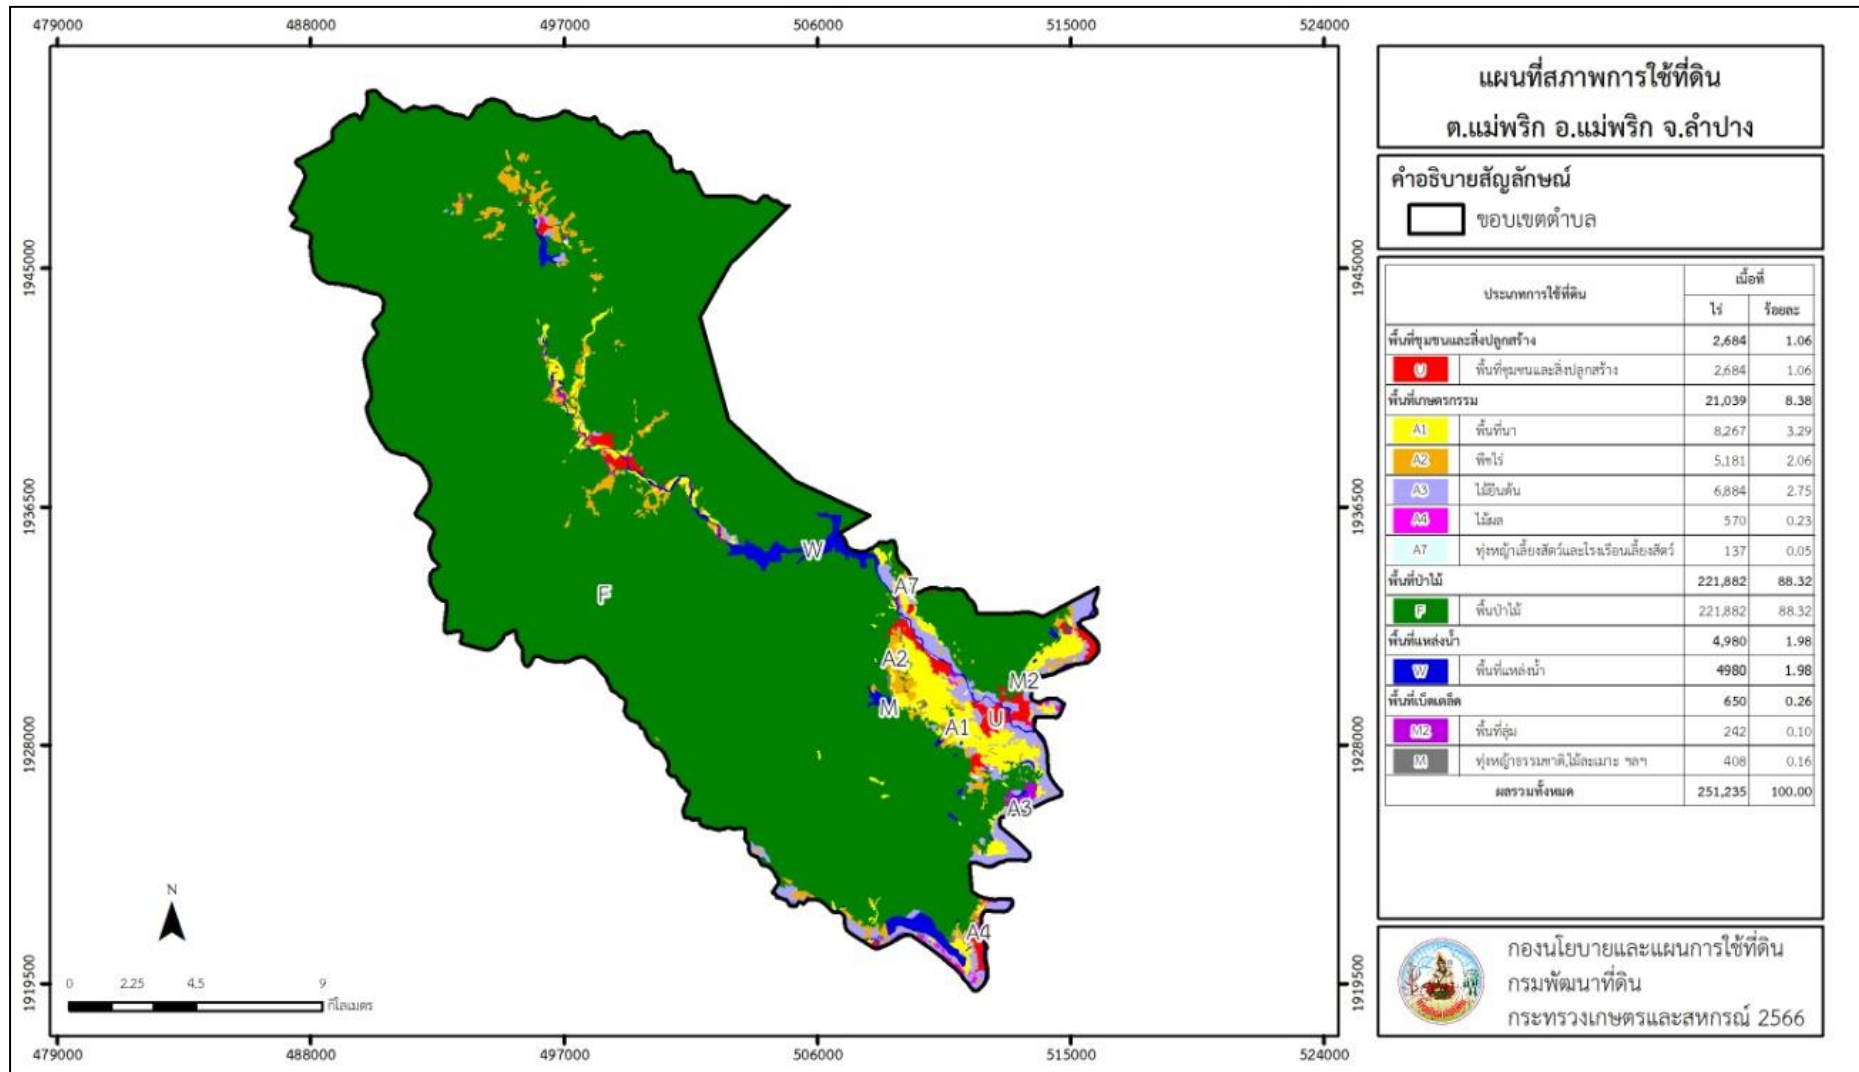 479000 488000 497000 506000 515000 524000
แผนที่สภาพการใช้ที่ดิน
ต.แม่พริก อ.แม่พริก จ.ลำปาง
คำอธิบายสัญลักษณ์
ขอบเขตตำบล
ประเภทการใช้ที่ดิน เนื้อที่
ไร่ ร้อยละ
พื้นที่ชุมชนและสิ่งปลูกสร้าง 2,684 1.06
U พื้นที่ชุมชนและสิ่งปลูกสร้าง 2,684 1.06
พื้นที่เกษตรกรรม 21,039 8.38
A1 พื้นที่นา 8,267 3.29
A2 พืชไร่ 5,181 2.06
A3 ไม้ยืนต้น 6,884 2.75
A4 ไม้ผล 570 0.23
A7 ทุ่งหญ้าเลี้ยงสัตว์และโรงเรือนเลี้ยงสัตว์ 137 0.05
พื้นที่ป่าไม้ 221,882 88.32
F พื้นป่าไม้ 221,882 88.32
พื้นที่แหล่งน้ำ 4,980 1.98
W พื้นที่แหล่งน้ำ 4980 1.98
พื้นที่เบ็ดเตล็ด 650 0.26
M2 พื้นที่ลุ่ม 242 0.10
M ทุ่งหญ้าธรรมชาติ,ไม้ละเมาะ ฯลฯ 408 0.16
ผลรวมทั้งหมด 251,235 100.00
กองนโยบายและแผนการใช้ที่ดิน
กรมพัฒนาที่ดิน
กระทรวงเกษตรและสหกรณ์ 2566
1945000 1945000
1936500 1936500
1928000 1928000
1919500 1919500
W
F
A7
A2
M2
M
U
A1
A3
A4
N
0 2.25 4.5 9
กิโลเมตร
479000 488000 497000 506000 515000 524000